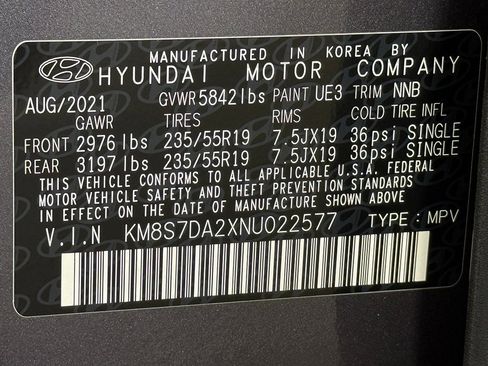 MANUFACTURED IN KOREA BY
HYUNDAI MOTOR COMPANY
AUG/2021 GVWR 5842 lbs PAINT UE3 TRIM NNB
GAWR TIRES RIMS COLD TIRE INFL
FRONT 2976 lbs 235/55R19 7.5JX19 36psi SINGLE
REAR 3197 lbs 235/55R19 7.5JX19 36psi SINGLE
THIS VEHICLE CONFORMS TO ALL APPLICABLE U.S.A. FEDERAL
MOTOR VEHICLE SAFETY AND THEFT PREVENTION STANDARDS
IN EFFECT ON THE DATE OF MANUFACTURE SHOWN ABOVE.
V.I.N KM8S7DA2XNU022577 TYPE : MPV